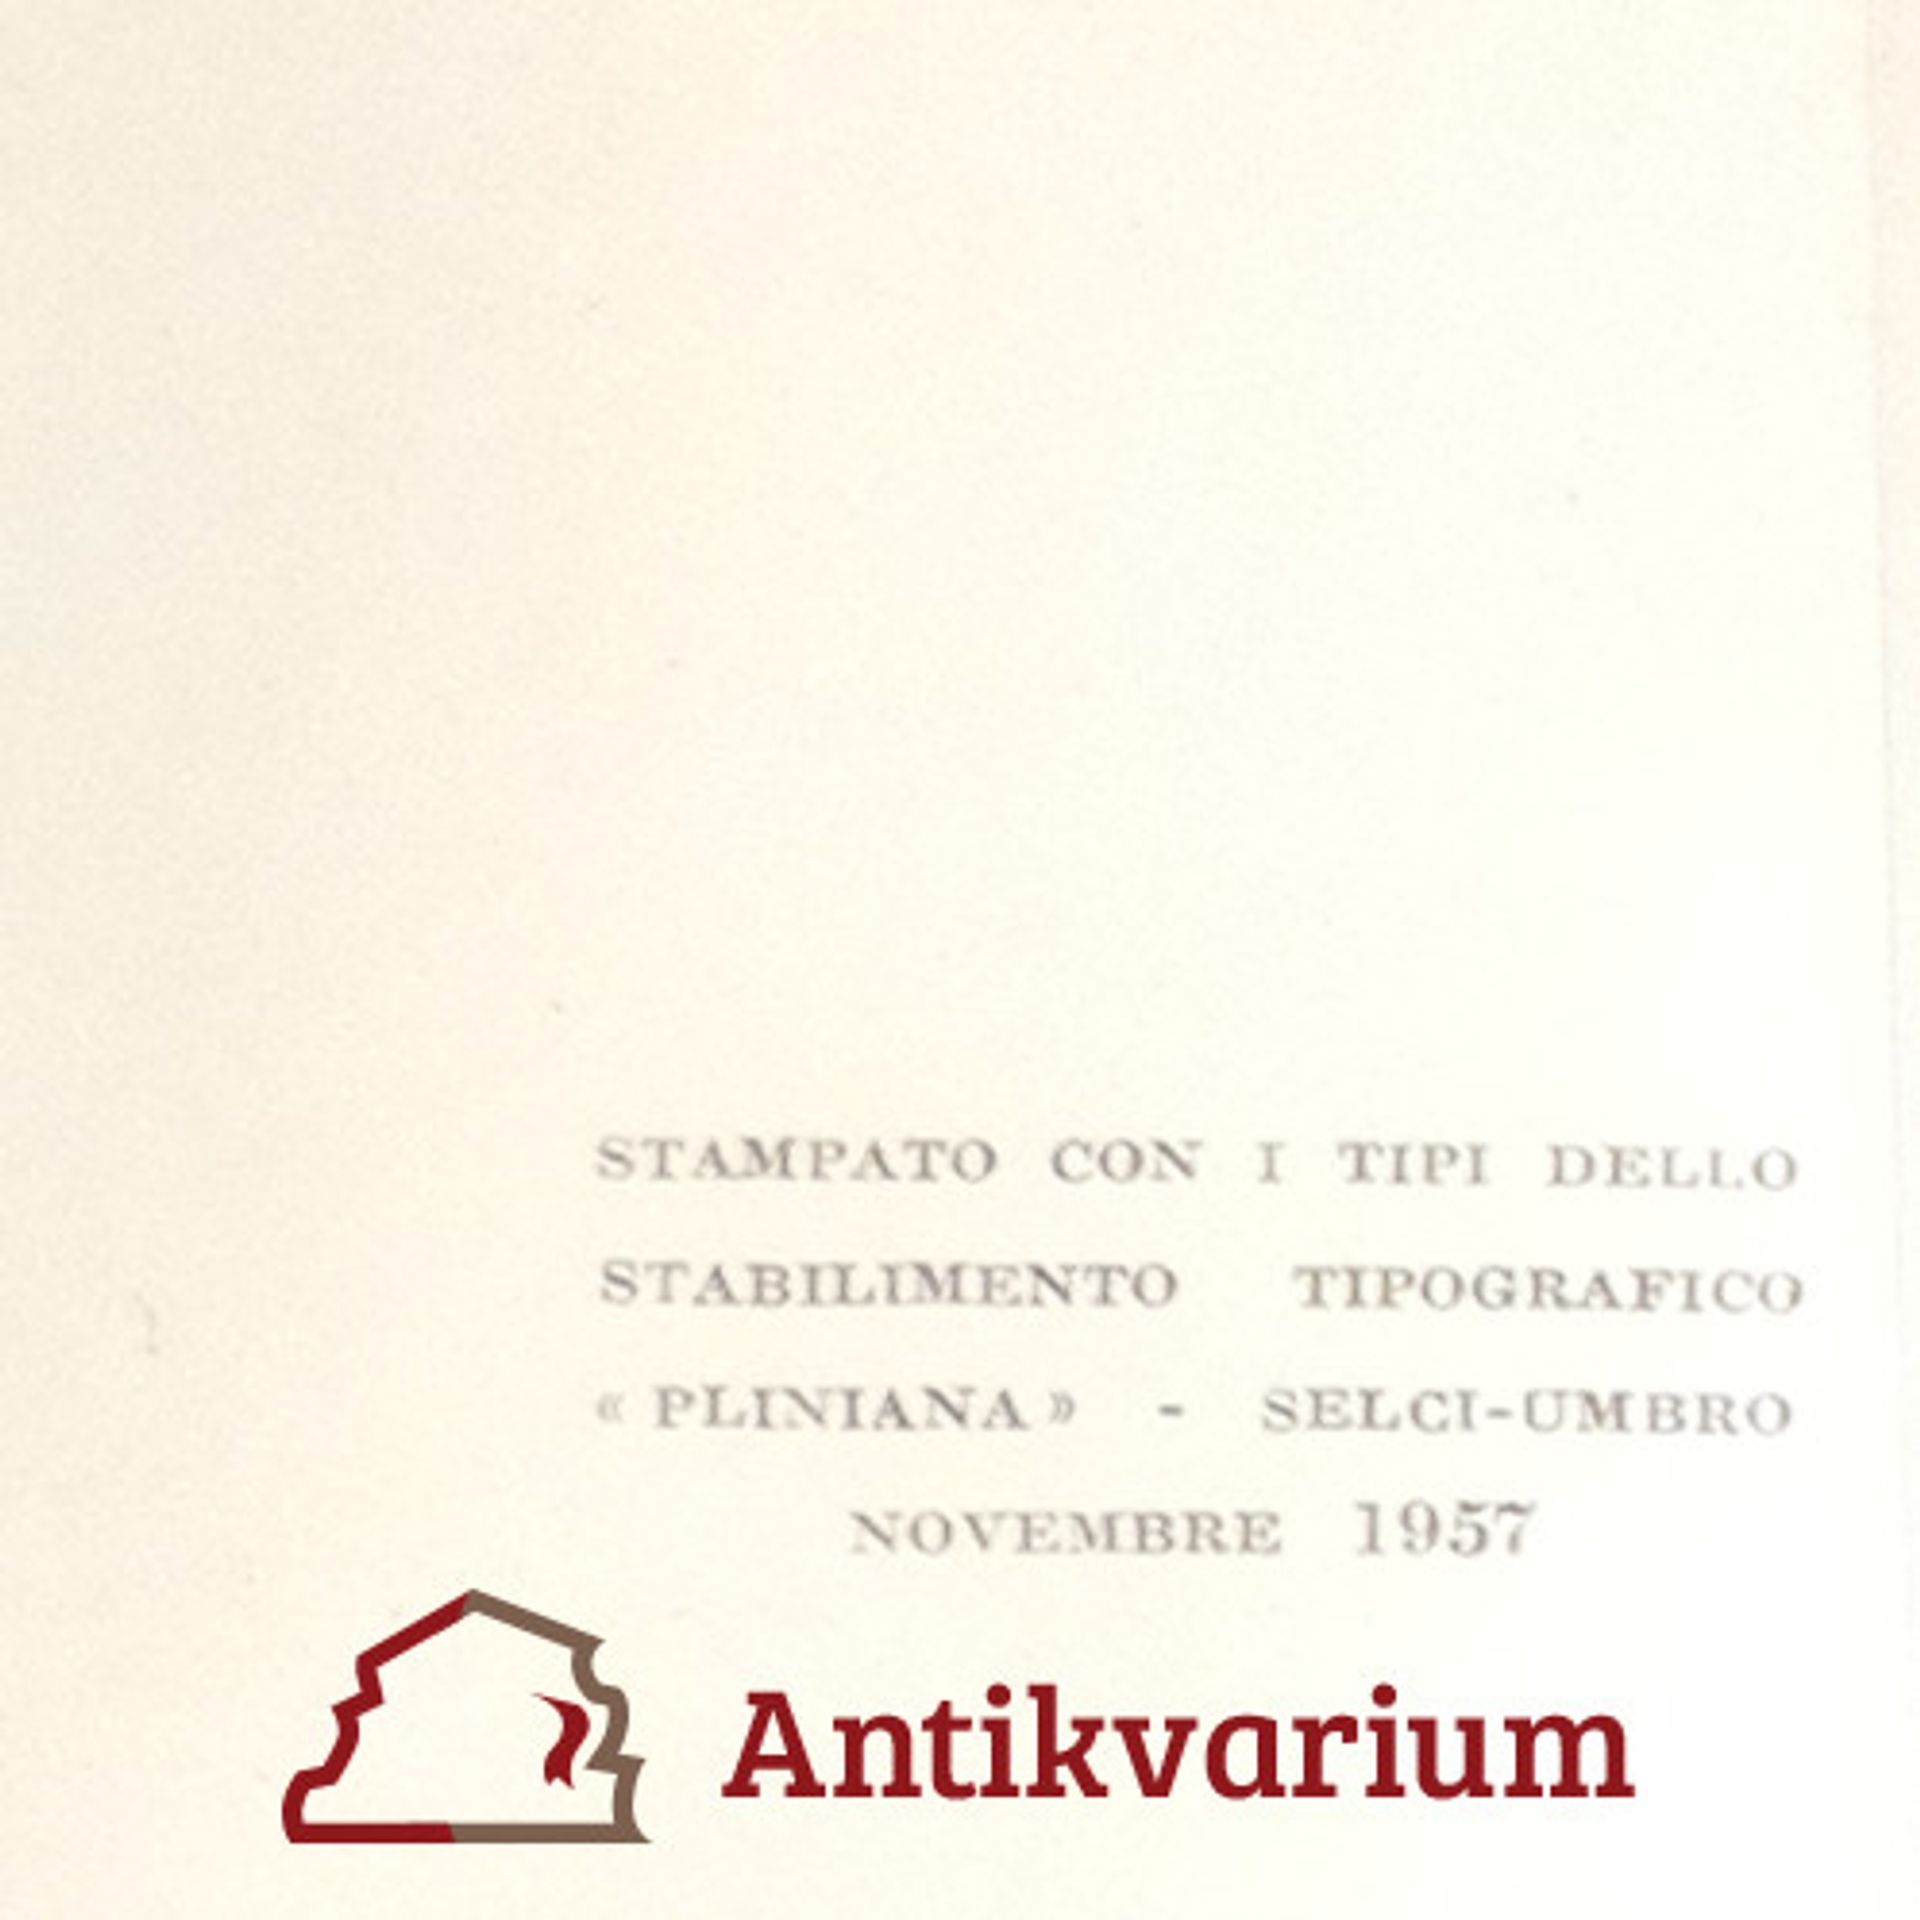 STAMPATO CON I TIPI DELLO
STABILIMENTO TIPOGRAFICO
« PLINIANA » - SELCI-UMBRO
NOVEMBRE 1957
Antikvarium